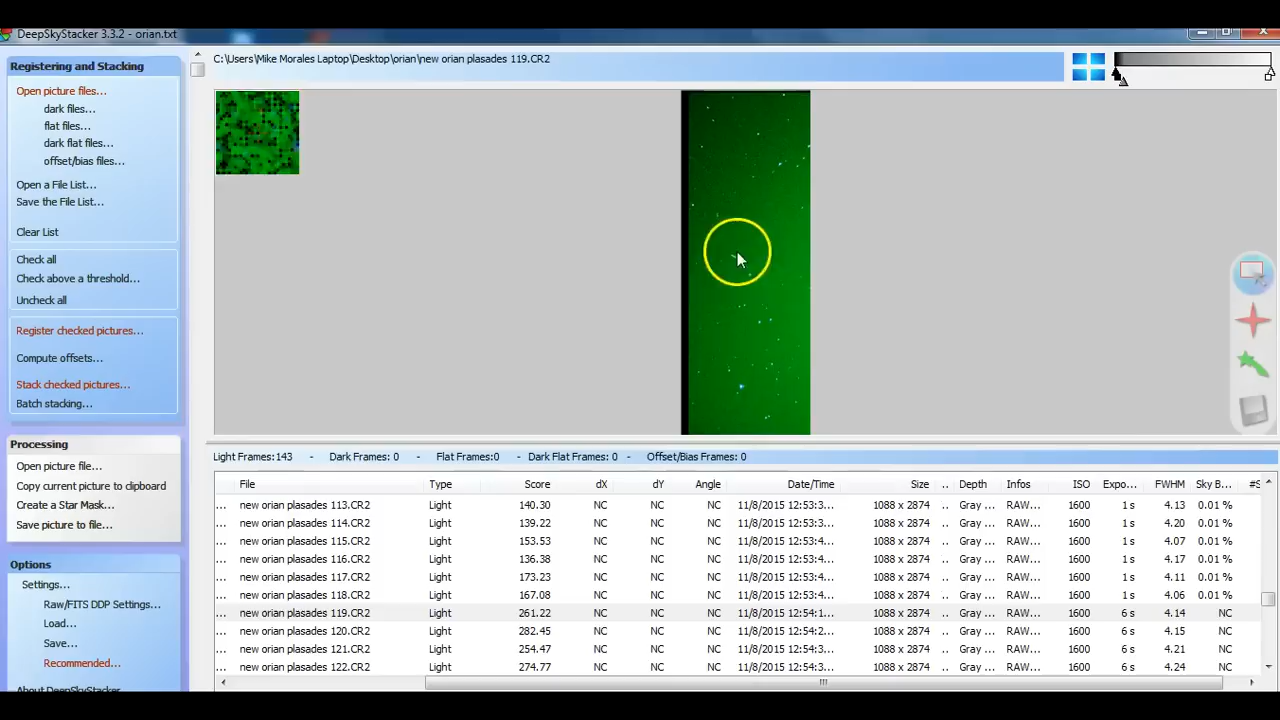 DeepSkyStacker 3.3.2 - orian.txt
Registering and Stacking
Open picture files...
dark files...
flat files...
dark flat files...
offset/bias files...
Open a File List...
Save the File List...
Clear List
Check all
Check above a threshold...
Uncheck all
Register checked pictures...
Compute offsets...
Stack checked pictures...
Batch stacking...
Processing
Open picture file...
Copy current picture to clipboard
Create a Star Mask...
Save picture to file...
Options
Settings...
Raw/FITS DDP Settings...
Load...
Save...
Recommended...
About DeepSkyStacker
C:\Users\Mike Morales Laptop\Desktop\orian\new orian plasades 119.CR2
Light Frames:143 - Dark Frames: 0 - Flat Frames:0 - Dark Flat Frames: 0 - Offset/Bias Frames: 0
File Type Score dX dY Angle Date/Time Size .. Depth Infos ISO Expo... FWHM Sky B... #S
... new orian plasades 113.CR2 Light 140.30 NC NC NC 11/8/2015 12:53:3... 1088 x 2874 .. Gray ... RAW... 1600 1 s 4.13 0.01 %
... new orian plasades 114.CR2 Light 139.22 NC NC NC 11/8/2015 12:53:3... 1088 x 2874 .. Gray ... RAW... 1600 1 s 4.20 0.01 %
... new orian plasades 115.CR2 Light 153.53 NC NC NC 11/8/2015 12:53:4... 1088 x 2874 .. Gray ... RAW... 1600 1 s 4.07 0.01 %
... new orian plasades 116.CR2 Light 136.38 NC NC NC 11/8/2015 12:53:4... 1088 x 2874 .. Gray ... RAW... 1600 1 s 4.17 0.01 %
... new orian plasades 117.CR2 Light 173.23 NC NC NC 11/8/2015 12:53:4... 1088 x 2874 .. Gray ... RAW... 1600 1 s 4.11 0.01 %
... new orian plasades 118.CR2 Light 167.08 NC NC NC 11/8/2015 12:53:4... 1088 x 2874 .. Gray ... RAW... 1600 1 s 4.06 0.01 %
... new orian plasades 119.CR2 Light 261.22 NC NC NC 11/8/2015 12:54:1... 1088 x 2874 .. Gray ... RAW... 1600 6 s 4.14 NC
... new orian plasades 120.CR2 Light 282.45 NC NC NC 11/8/2015 12:54:2... 1088 x 2874 .. Gray ... RAW... 1600 6 s 4.15 NC
... new orian plasades 121.CR2 Light 254.47 NC NC NC 11/8/2015 12:54:3... 1088 x 2874 .. Gray ... RAW... 1600 6 s 4.21 NC
... new orian plasades 122.CR2 Light 274.77 NC NC NC 11/8/2015 12:54:3... 1088 x 2874 .. Gray ... RAW... 1600 6 s 4.24 NC